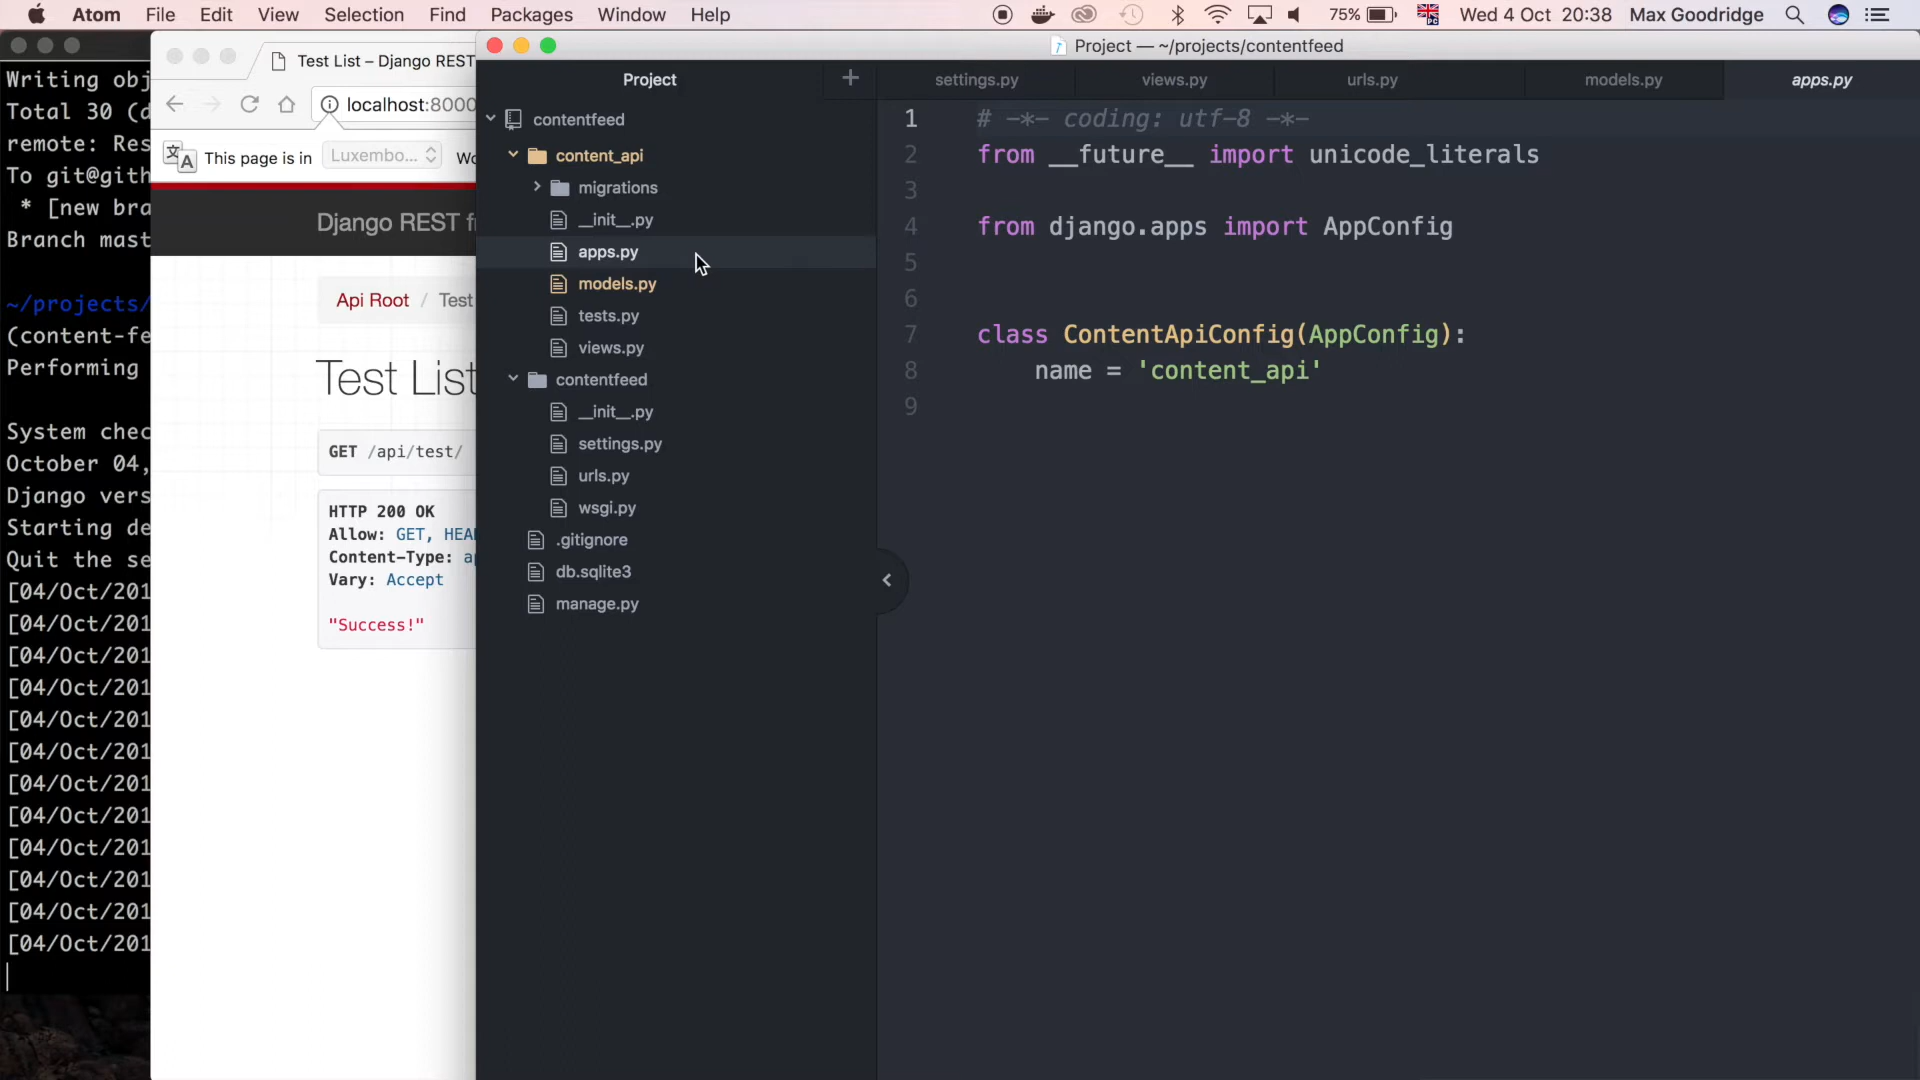 Atom File Edit View Selection Find Packages Window Help 75% Wed 4 Oct 20:38 Max Goodridge
Writing obj
Total 30 (d
remote: Res
To git@gith
* [new bra
Branch mast
~/projects/
(content-fe
Performing
System chec
October 04,
Django vers
Starting de
Quit the se
[04/Oct/201
[04/Oct/201
[04/Oct/201
[04/Oct/201
[04/Oct/201
[04/Oct/201
[04/Oct/201
[04/Oct/201
[04/Oct/201
[04/Oct/201
[04/Oct/201
[04/Oct/201
Test List – Django REST
localhost:8000
This page is in Luxembo... Wo
Django REST f
Api Root / Test
Test List
GET /api/test/
HTTP 200 OK
Allow: GET, HEA
Content-Type: a
Vary: Accept
"Success!"
Project — ~/projects/contentfeed
Project
contentfeed
content_api
migrations
__init__.py
apps.py
models.py
tests.py
views.py
contentfeed
__init__.py
settings.py
urls.py
wsgi.py
.gitignore
db.sqlite3
manage.py
settings.py views.py urls.py models.py apps.py
1 # -*- coding: utf-8 -*-
2 from __future__ import unicode_literals
3
4 from django.apps import AppConfig
5
6
7 class ContentApiConfig(AppConfig):
8 name = 'content_api'
9